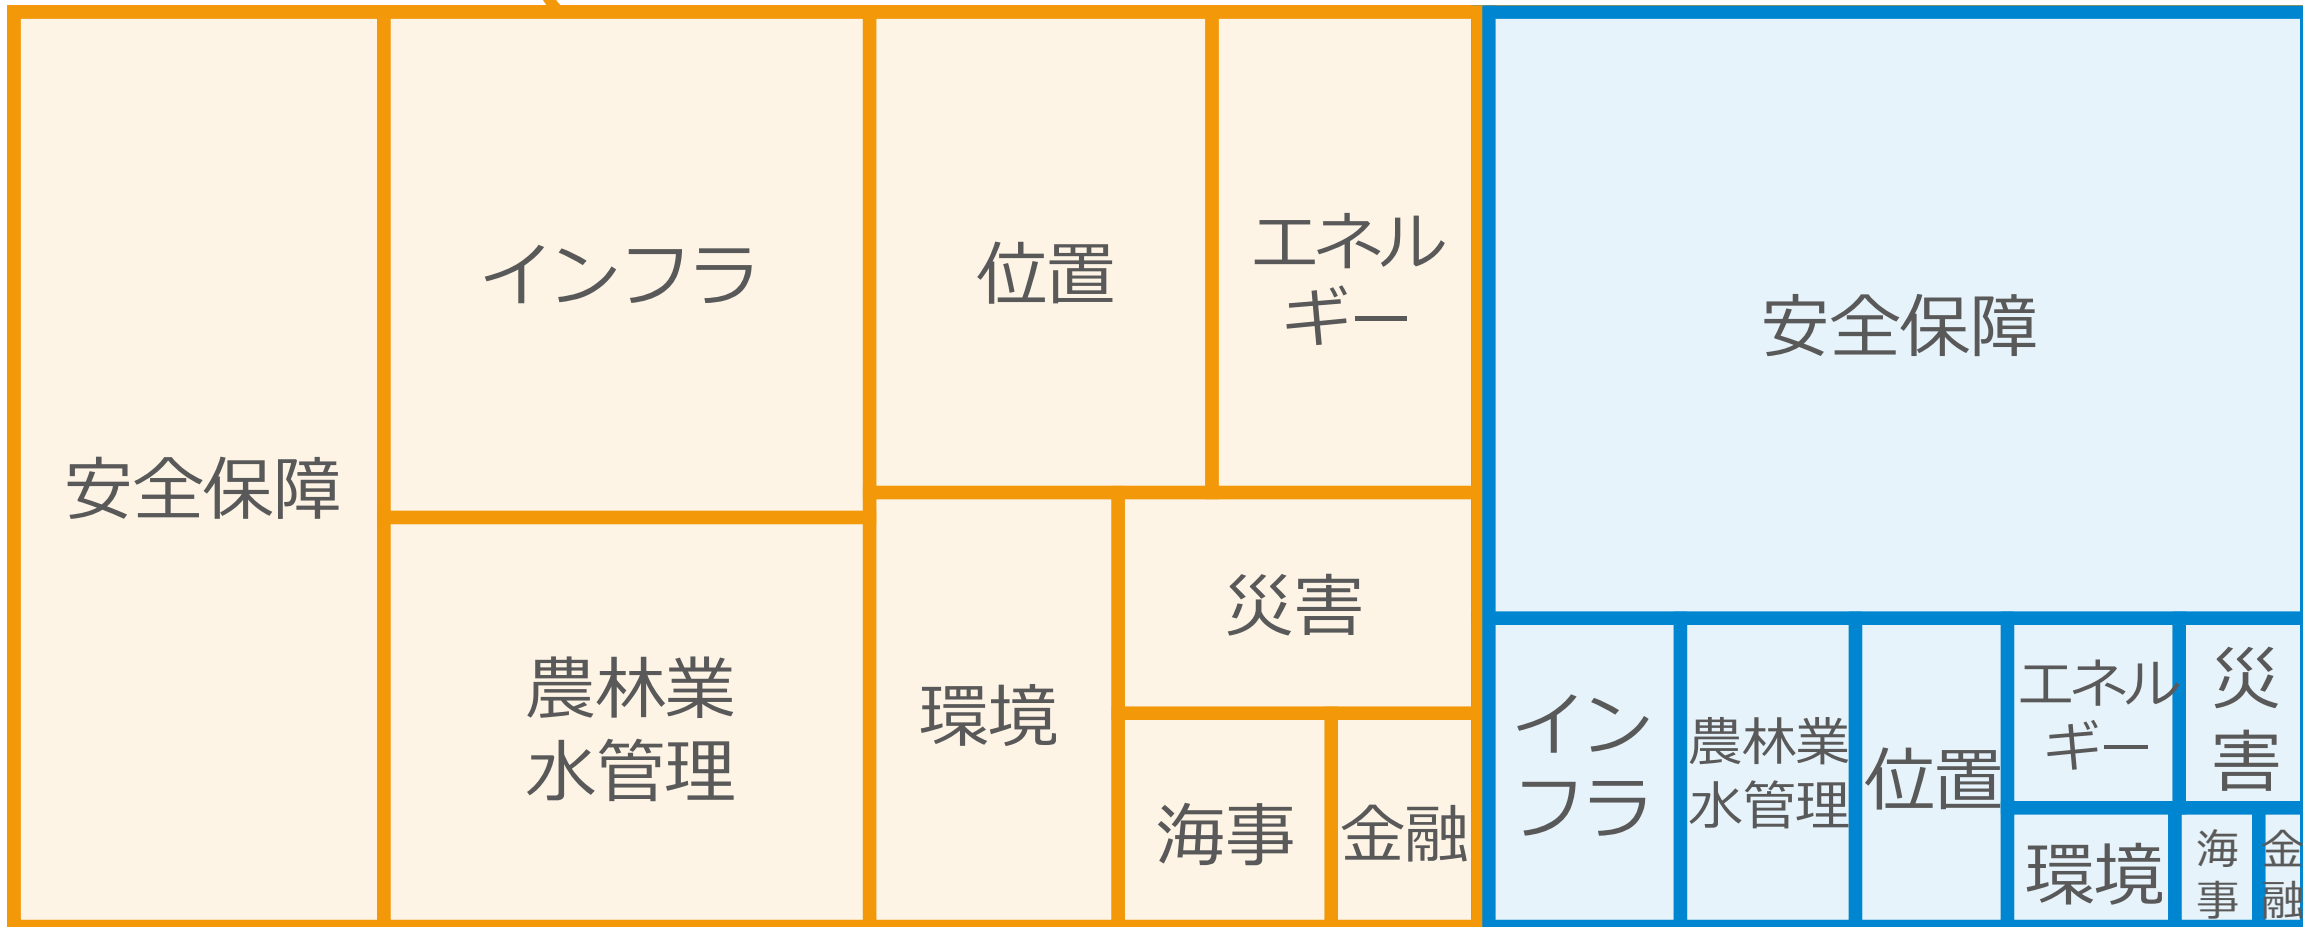 安全保障
インフラ
農林業
水管理
位置
エネル
ギー
環境
災害
海事
金融
安全保障
イン
フラ
農林業
水管理
位置
エネル
ギー
災
害
環境
海
事
金
融